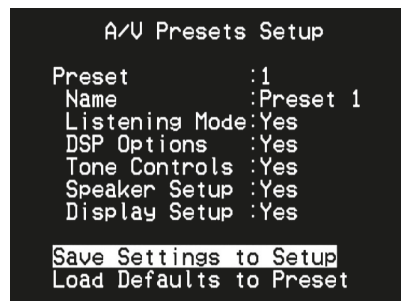 A/V Presets Setup
Preset :1
Name :Preset 1
Listening Mode:Yes
DSP Options :Yes
Tone Controls :Yes
Speaker Setup :Yes
Display Setup :Yes
Save Settings to Setup
Load Defaults to Preset